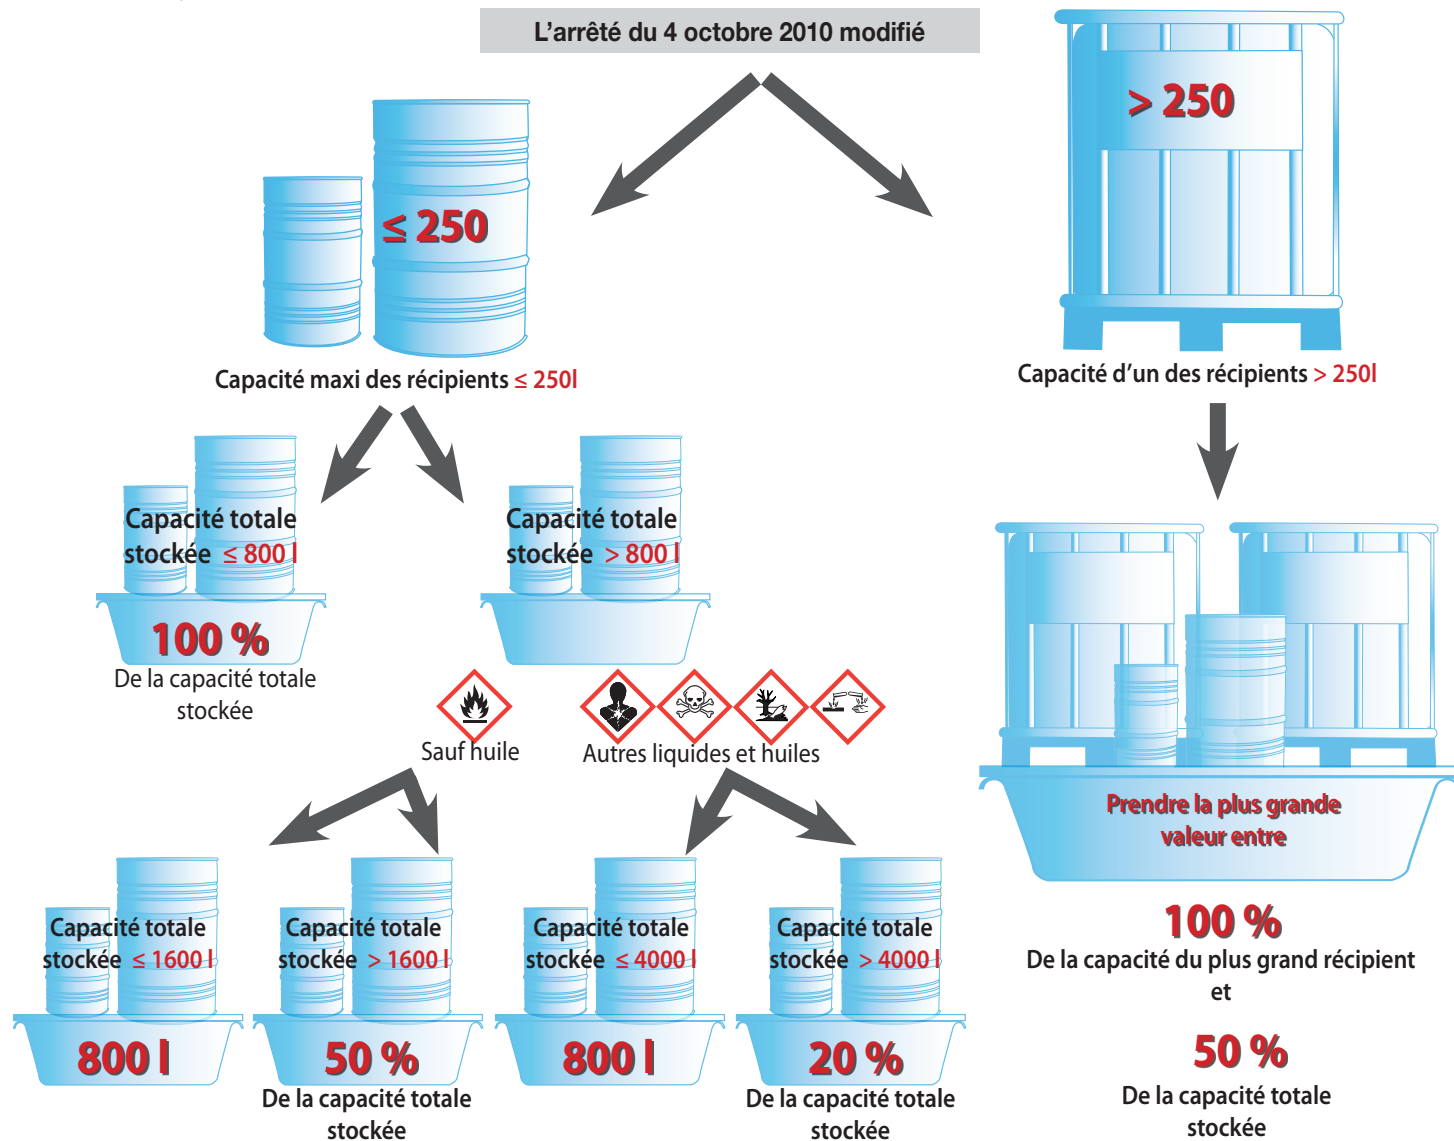 L'arrêté du 4 octobre 2010 modifié
≤ 250
> 250
Capacité maxi des récipients ≤ 250l
Capacité d'un des récipients > 250l
Capacité totale
stockée ≤ 800 l
100 %
De la capacité totale
stockée
Capacité totale
stockée > 800 l
Sauf huile
Autres liquides et huiles
Capacité totale
stockée ≤ 1600 l
800 l
Capacité totale
stockée > 1600 l
50 %
De la capacité totale
stockée
Capacité totale
stockée ≤ 4000 l
800 l
Capacité totale
stockée > 4000 l
20 %
De la capacité totale
stockée
Prendre la plus grande
valeur entre
100 %
De la capacité du plus grand récipient
et
50 %
De la capacité totale
stockée